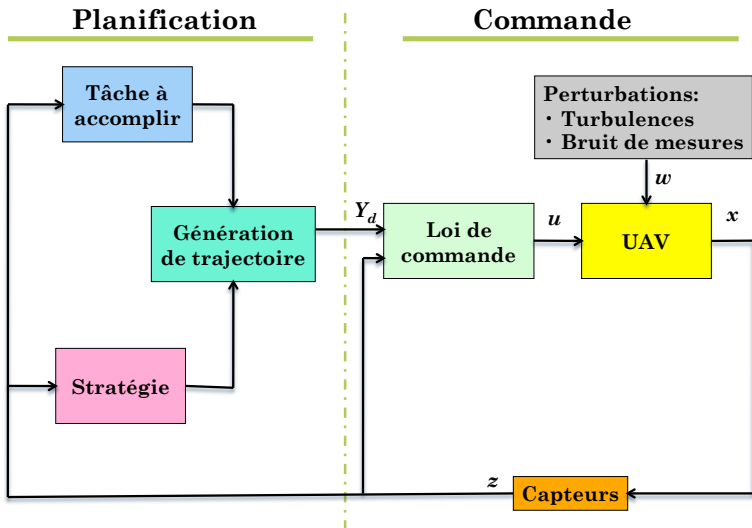 Planification
Commande
Tâche à
accomplir
Perturbations:
· Turbulences
· Bruit de mesures
w
Génération
de trajectoire
Y_d
Loi de
commande
u
UAV
x
Stratégie
z
Capteurs